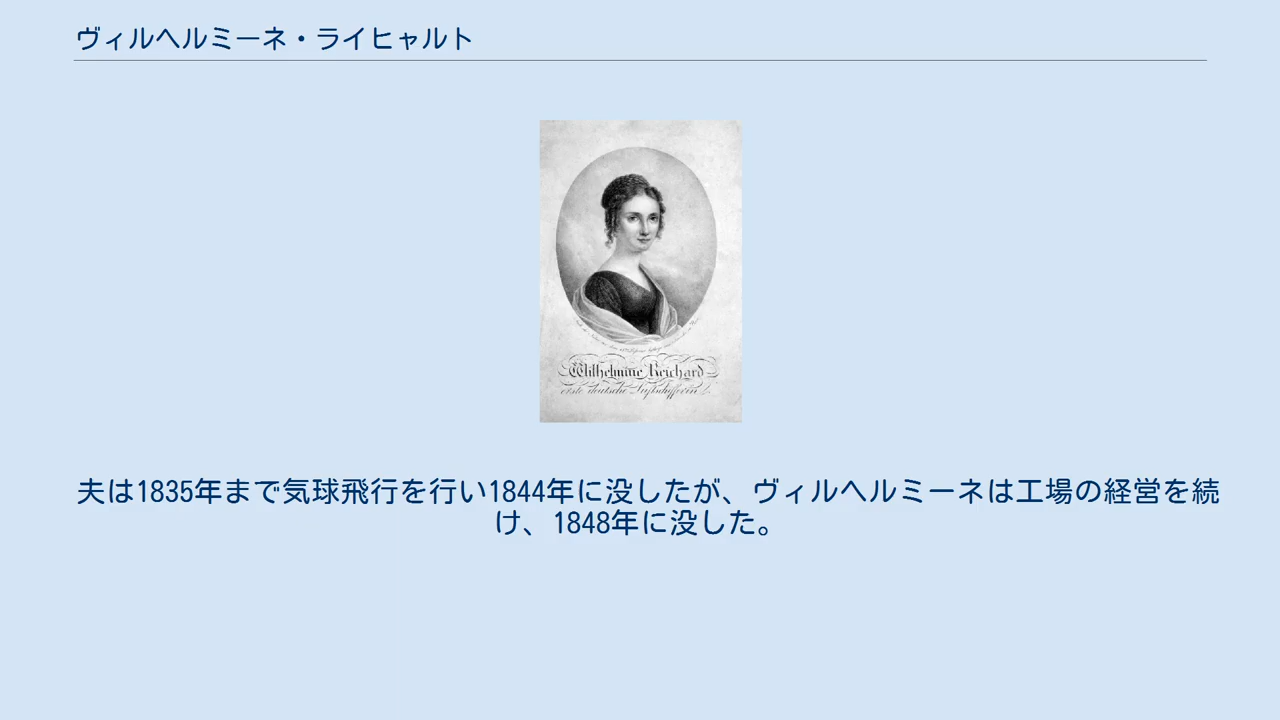 ヴィルヘルミーネ・ライヒャルト
Wilhelmine Reichard
erste deutsche Luftschifferin
夫は1835年まで気球飛行を行い1844年に没したが、ヴィルヘルミーネは工場の経営を続
け、1848年に没した。